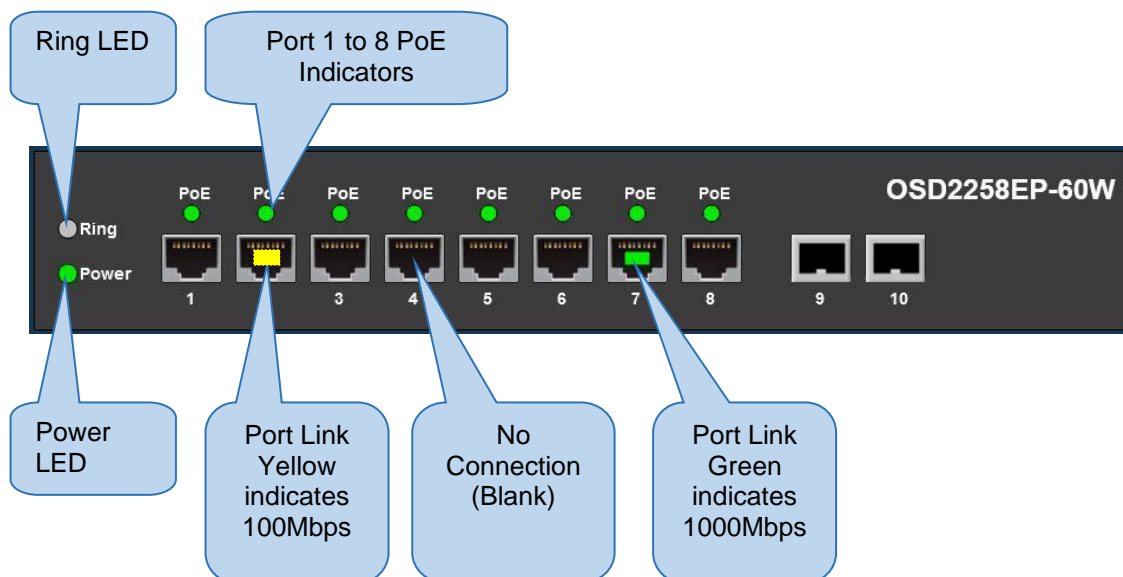 Ring LED
Port 1 to 8 PoE
Indicators
OSD2258EP-60W
PoE PoE PoE PoE PoE PoE PoE PoE
Ring
Power
1 3 4 5 6 7 8 9 10
Power
LED
Port Link
Yellow
indicates
100Mbps
No
Connection
(Blank)
Port Link
Green
indicates
1000Mbps